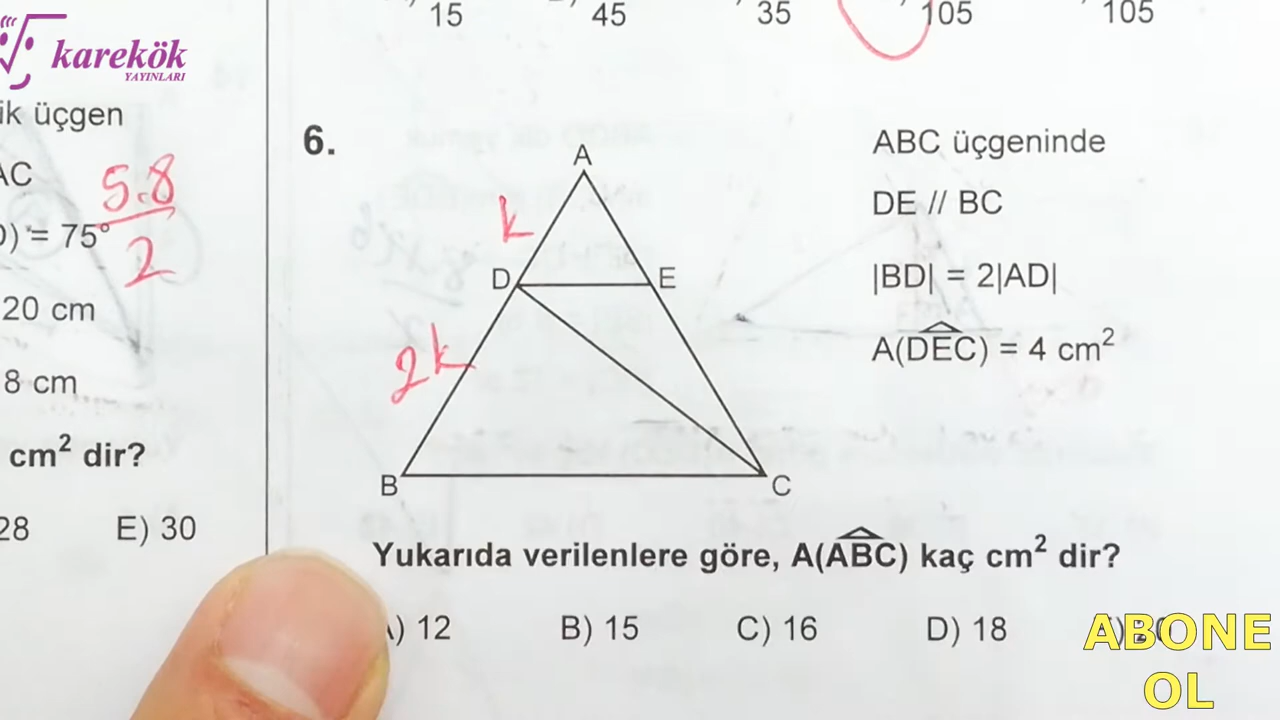 15 45 35 105 105
karekök
YAYINLARI
ik üçgen
AC
5.8
2
) = 75°
20 cm
8 cm
cm² dir?
28 E) 30
6.
A
k
D E
2k
B C
ABC üçgeninde
DE // BC
|BD| = 2|AD|
A(DEC) = 4 cm²
Yukarıda verilenlere göre, A(ABC) kaç cm² dir?
) 12 B) 15 C) 16 D) 18
ABONE
OL